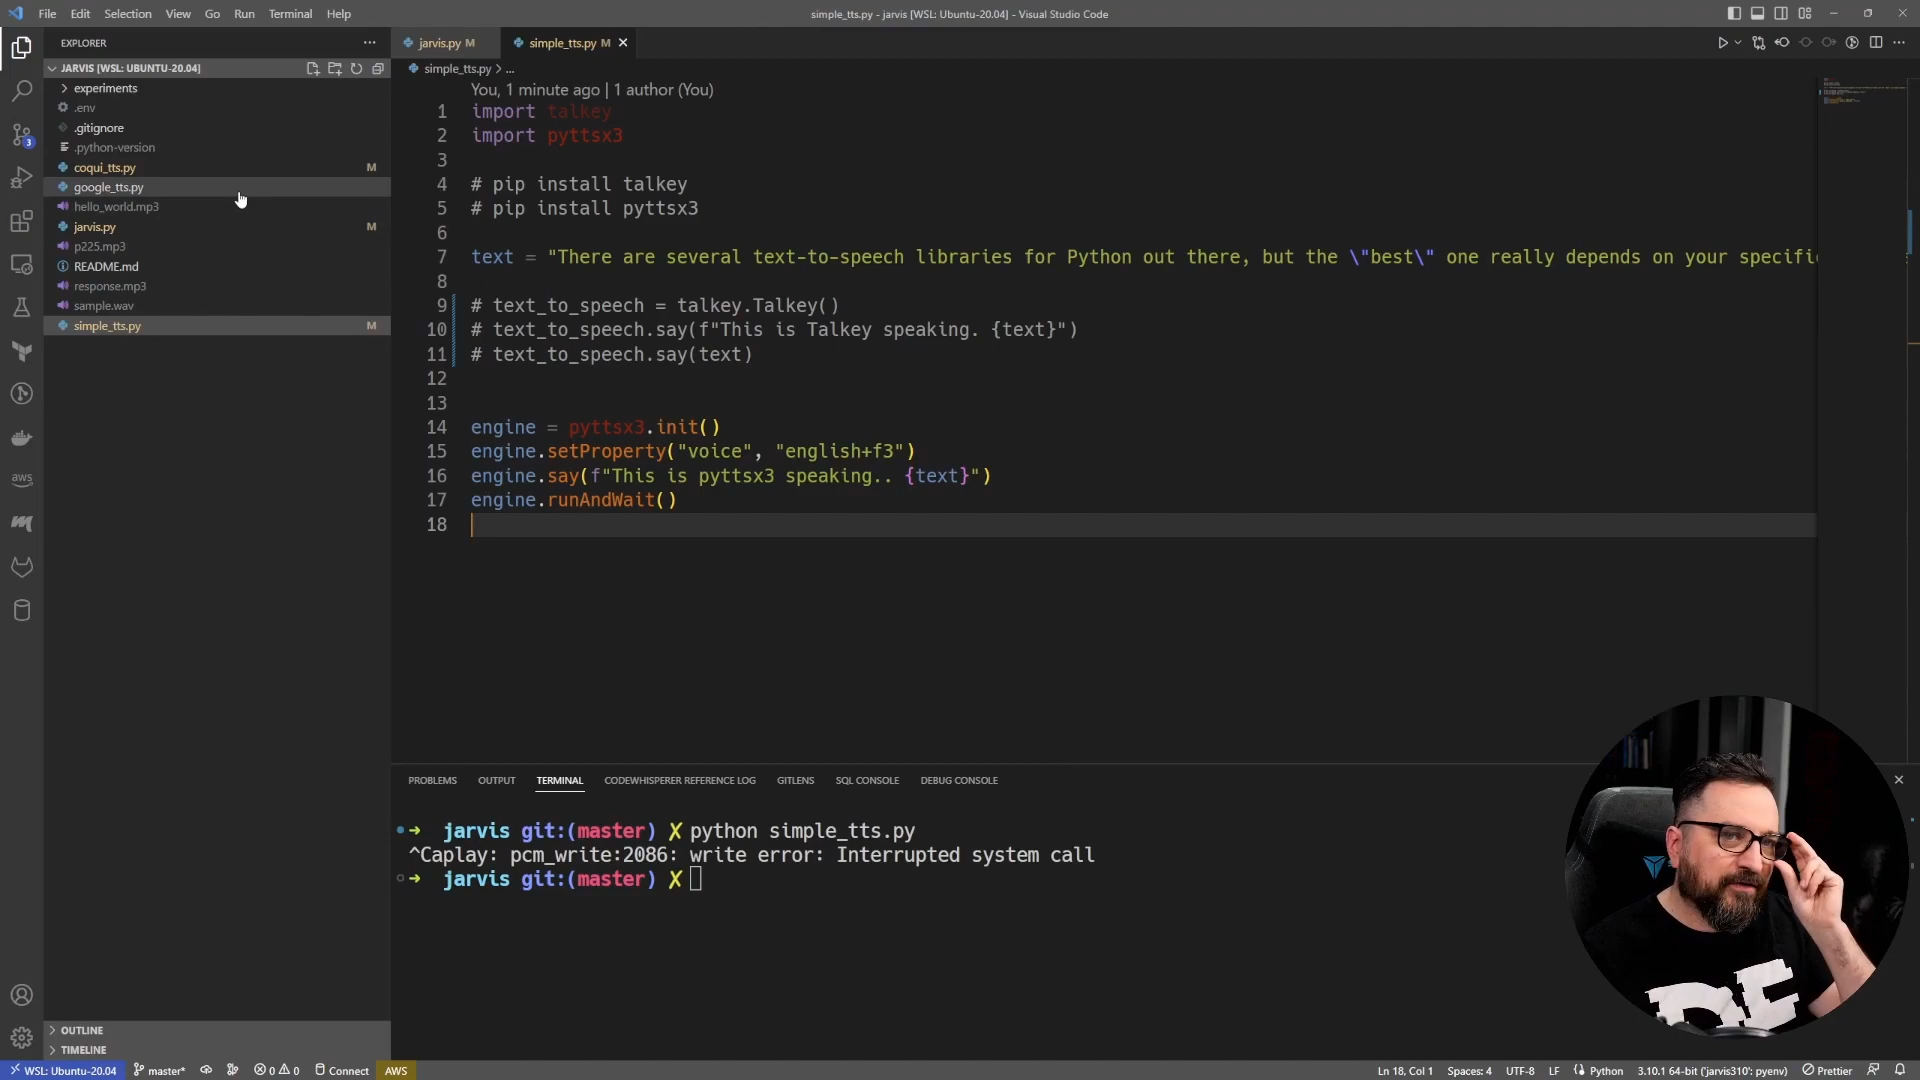 File Edit Selection View Go Run Terminal Help
simple_tts.py - jarvis [WSL: Ubuntu-20.04] - Visual Studio Code
EXPLORER
JARVIS [WSL: UBUNTU-20.04]
experiments
.env
.gitignore
.python-version
coqui_tts.py M
google_tts.py
hello_world.mp3
jarvis.py M
p225.mp3
README.md
response.mp3
sample.wav
simple_tts.py M
OUTLINE
TIMELINE
3
aws
jarvis.py M simple_tts.py M
simple_tts.py > ...
You, 1 minute ago | 1 author (You)
1 import talkey
2 import pyttsx3
3
4 # pip install talkey
5 # pip install pyttsx3
6
7 text = "There are several text-to-speech libraries for Python out there, but the \"best\" one really depends on your specifi
8
9 # text_to_speech = talkey.Talkey()
10 # text_to_speech.say(f"This is Talkey speaking. {text}")
11 # text_to_speech.say(text)
12
13
14 engine = pyttsx3.init()
15 engine.setProperty("voice", "english+f3")
16 engine.say(f"This is pyttsx3 speaking.. {text}")
17 engine.runAndWait()
18
PROBLEMS OUTPUT TERMINAL CODEWHISPERER REFERENCE LOG GITLENS SQL CONSOLE DEBUG CONSOLE
➜ jarvis git:(master) ✗ python simple_tts.py
^Caplay: pcm_write:2086: write error: Interrupted system call
➜ jarvis git:(master) ✗
WSL: Ubuntu-20.04 master* 0 0 Connect AWS
Ln 18, Col 1 Spaces: 4 UTF-8 LF Python 3.10.1 64-bit ('jarvis310': pyenv) Prettier